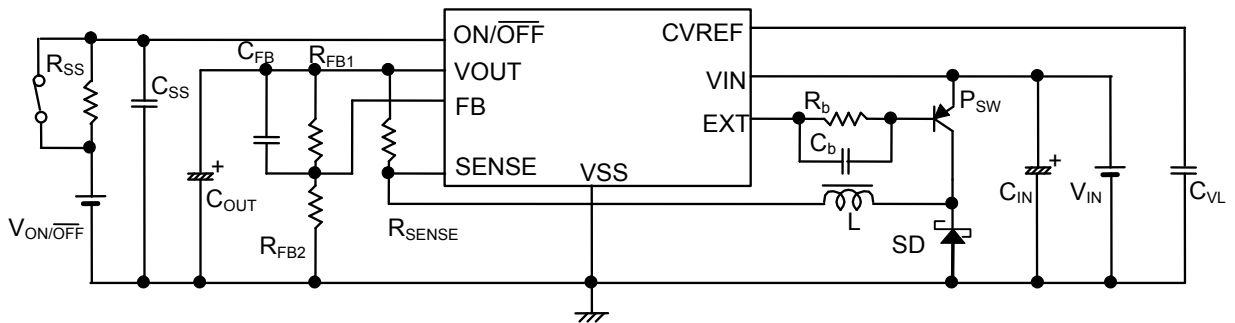 ON/OFF
CVREF
R_SS
C_FB
R_FB1
VOUT
VIN
C_SS
FB
R_b
P_SW
EXT
C_b
SENSE
VSS
+
+
C_OUT
C_IN
V_IN
C_VL
V_ON/OFF
R_FB2
R_SENSE
L
SD